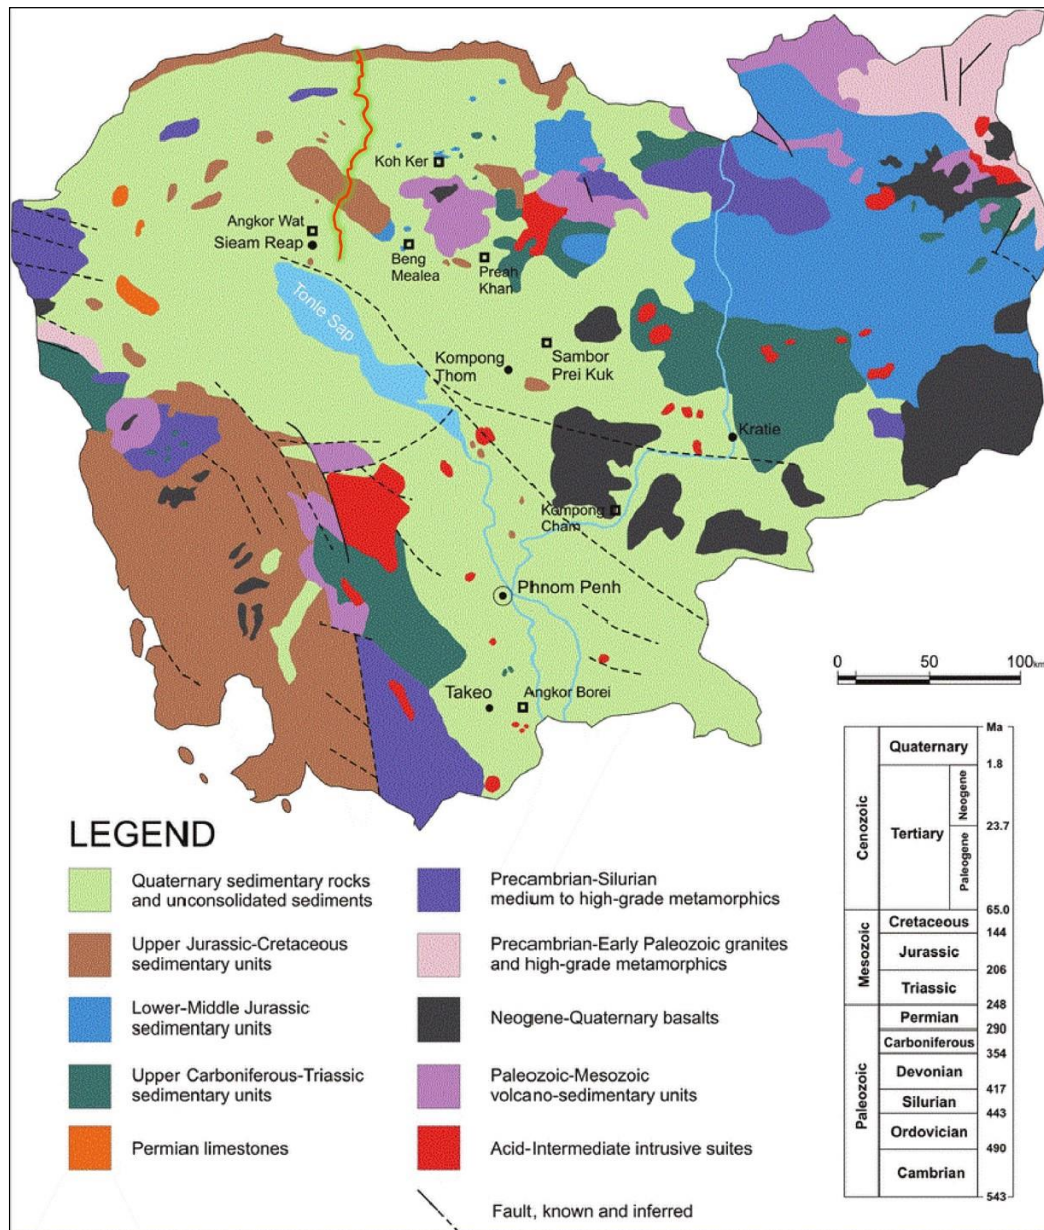 Koh Ker
Angkor Wat
Sieam Reap
Beng
Mealea
Preah
Khan
Tonle Sap
Kompong
Thom
Sambor
Prei Kuk
Kratie
Kompong
Cham
Phnom Penh
Takeo
Angkor Borei
0 50 100km
LEGEND
Quaternary sedimentary rocks
and unconsolidated sediments
Upper Jurassic-Cretaceous
sedimentary units
Lower-Middle Jurassic
sedimentary units
Upper Carboniferous-Triassic
sedimentary units
Permian limestones
Precambrian-Silurian
medium to high-grade metamorphics
Precambrian-Early Paleozoic granites
and high-grade metamorphics
Neogene-Quaternary basalts
Paleozoic-Mesozoic
volcano-sedimentary units
Acid-Intermediate intrusive suites
Fault, known and inferred
Ma
Cenozoic
Quaternary
1.8
Tertiary
Neogene
23.7
Paleogene
65.0
Mesozoic
Cretaceous
144
Jurassic
206
Triassic
248
Paleozoic
Permian
290
Carboniferous
354
Devonian
417
Silurian
443
Ordovician
490
Cambrian
543